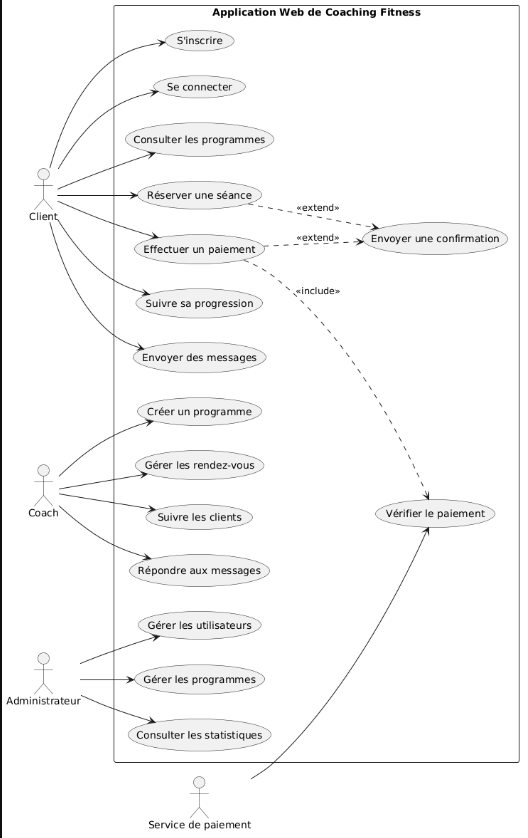 Application Web de Coaching Fitness
S'inscrire
Se connecter
Consulter les programmes
Client
Réserver une séance
«extend»
Envoyer une confirmation
Effectuer un paiement
«extend»
«include»
Suivre sa progression
Envoyer des messages
Créer un programme
Gérer les rendez-vous
Coach
Suivre les clients
Vérifier le paiement
Répondre aux messages
Gérer les utilisateurs
Administrateur
Gérer les programmes
Consulter les statistiques
Service de paiement